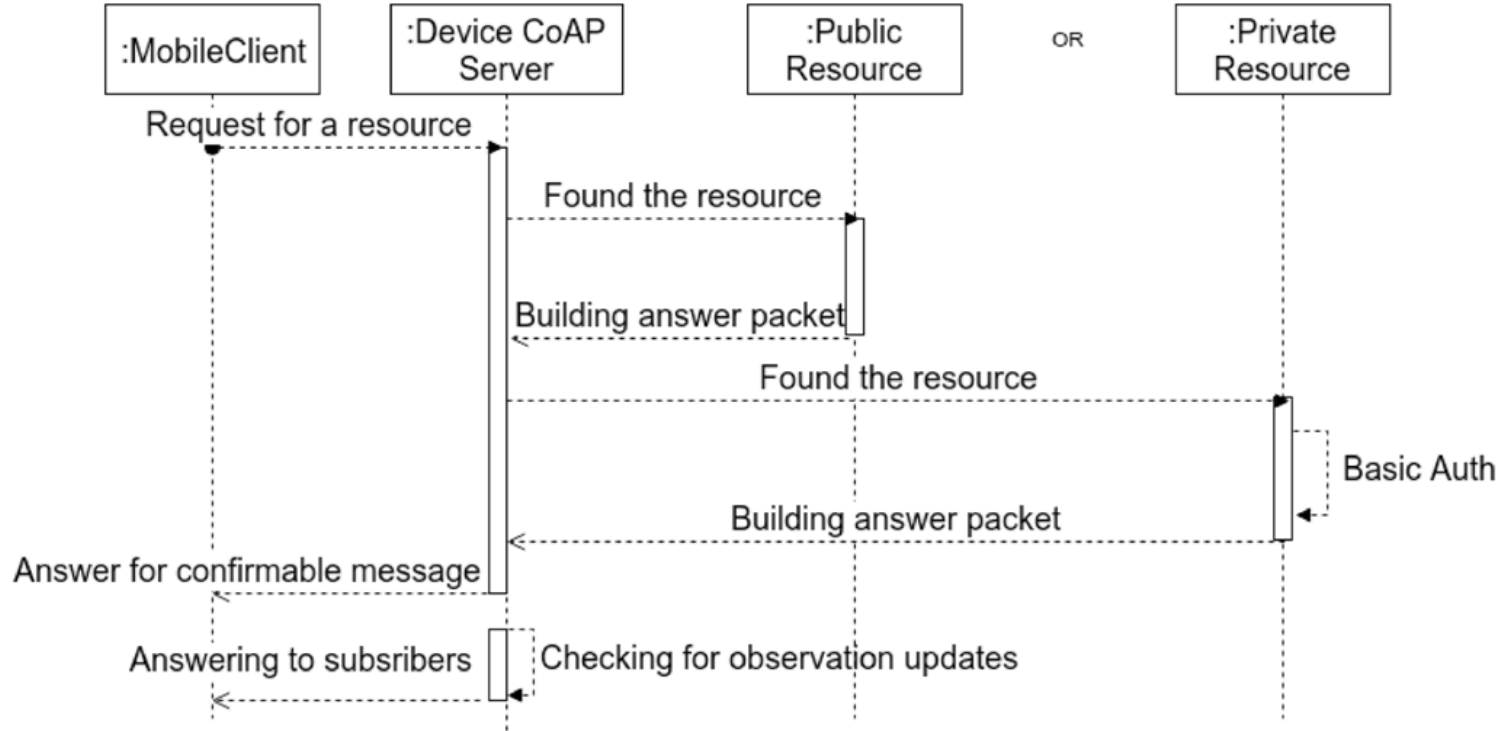 :MobileClient
:Device CoAP
Server
:Public
Resource
OR
:Private
Resource
Request for a resource
Found the resource
Building answer packet
Found the resource
Basic Auth
Building answer packet
Answer for confirmable message
Answering to subsribers
Checking for observation updates